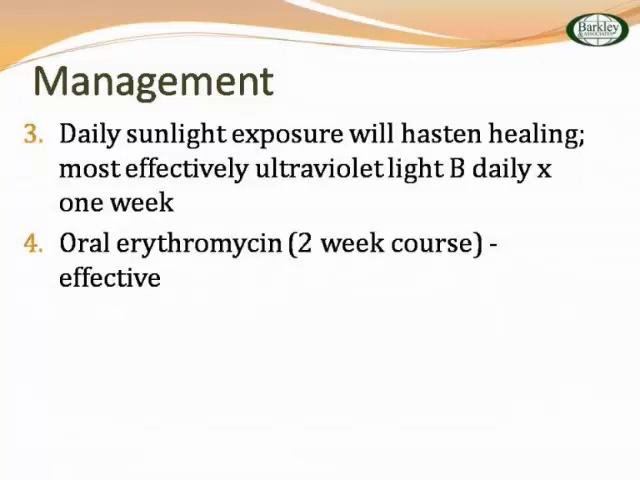 Barkley
& ASSOCIATES
Management
3. Daily sunlight exposure will hasten healing;
most effectively ultraviolet light B daily x
one week
4. Oral erythromycin (2 week course) -
effective